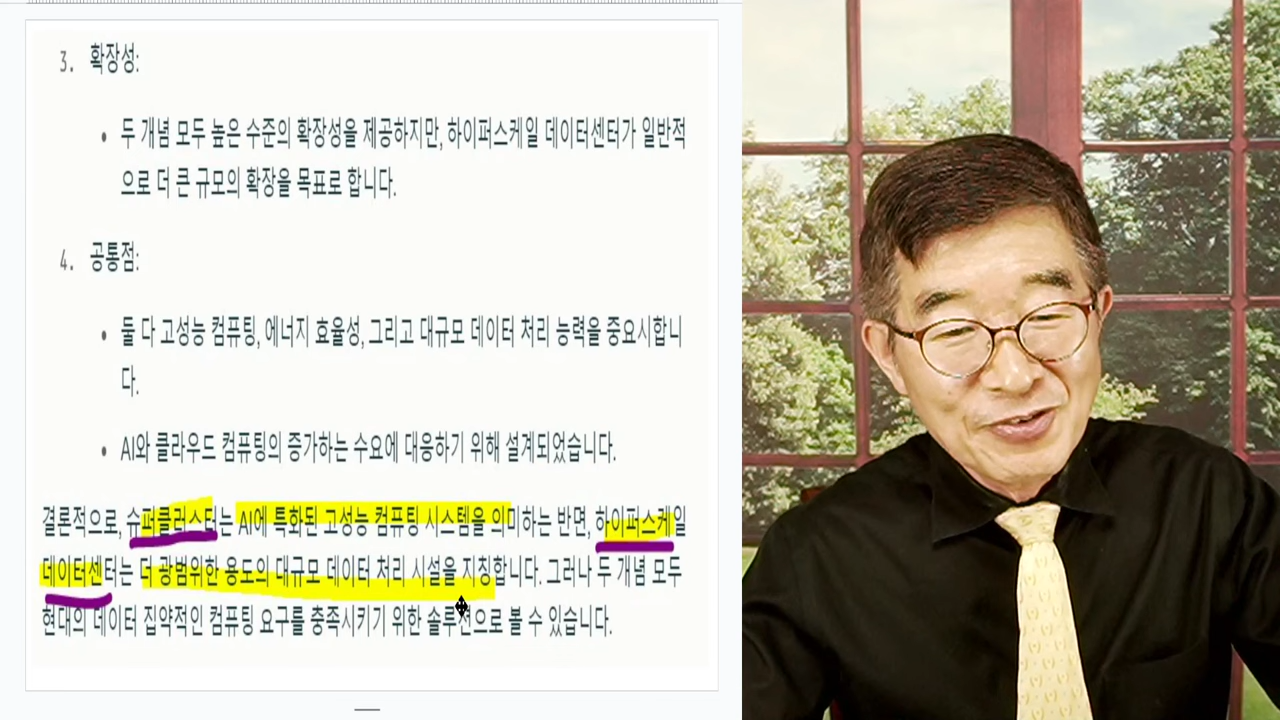 3. 확장성:
• 두 개념 모두 높은 수준의 확장성을 제공하지만, 하이퍼스케일 데이터센터가 일반적
으로 더 큰 규모의 확장을 목표로 합니다.
4. 공통점:
• 둘 다 고성능 컴퓨팅, 에너지 효율성, 그리고 대규모 데이터 처리 능력을 중요시합니
다.
• AI와 클라우드 컴퓨팅의 증가하는 수요에 대응하기 위해 설계되었습니다.
결론적으로, 슈퍼클러스터는 AI에 특화된 고성능 컴퓨팅 시스템을 의미하는 반면, 하이퍼스케일
데이터센터는 더 광범위한 용도의 대규모 데이터 처리 시설을 지칭합니다. 그러나 두 개념 모두
현대의 데이터 집약적인 컴퓨팅 요구를 충족시키기 위한 솔루션으로 볼 수 있습니다.